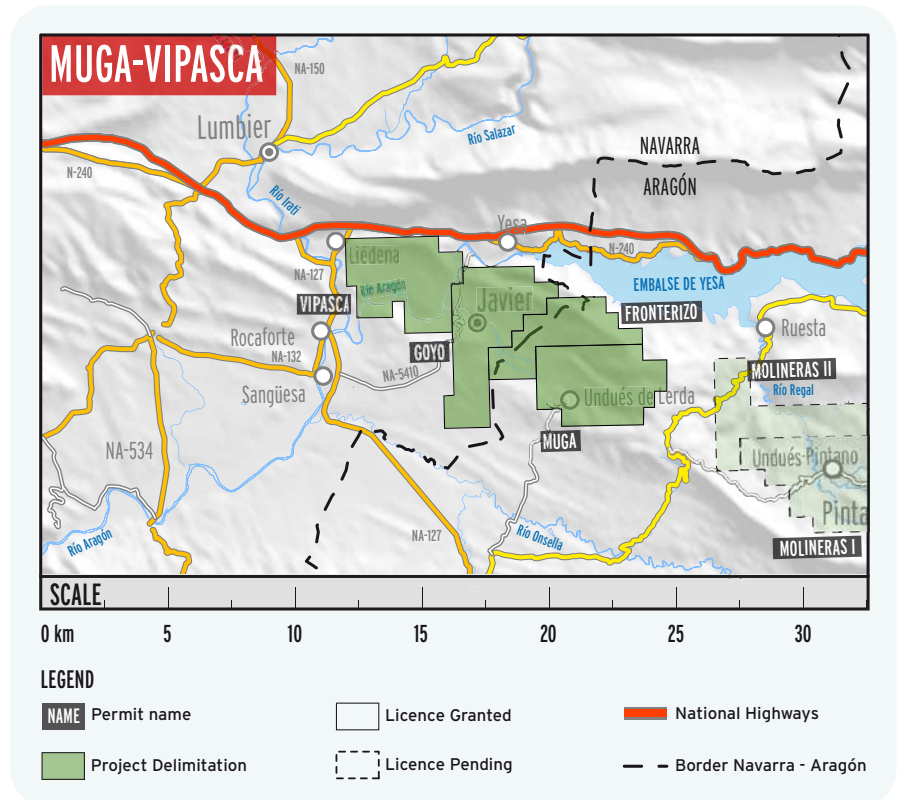 MUGA-VIPASCA
NA-150
Lumbier
Río Salazar
NAVARRA
N-240
ARAGÓN
Río Irati
Yesa
N-240
Liédena
NA-127
EMBALSE DE YESA
Río Aragón
VIPASCA
Javier
FRONTERIZO
Ruesta
Rocaforte
GOYO
NA-132
NA-5410
MOLINERAS II
Río Regal
Sangüesa
Undués de Lerda
MUGA
NA-534
Undués-Pintano
Pinta
NA-127
Río Onsella
Río Aragón
MOLINERAS I
SCALE
0 km 5 10 15 20 25 30
LEGEND
NAME Permit name
Licence Granted
National Highways
Project Delimitation
Licence Pending
Border Navarra - Aragón